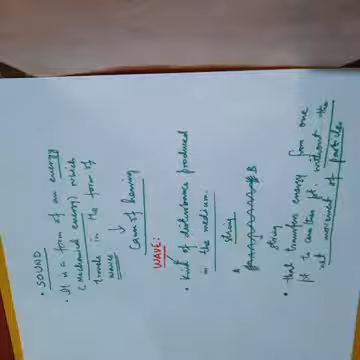 • SOUND
• It is a form of an energy
(Mechanical energy) which
travels in the form of
waves
↓
Cause of hearing
WAVE:
• Kind of disturbance produced
in the medium.
string
A B
string
• that transfers energy from one
pt to another pt. without the
net movement of particles